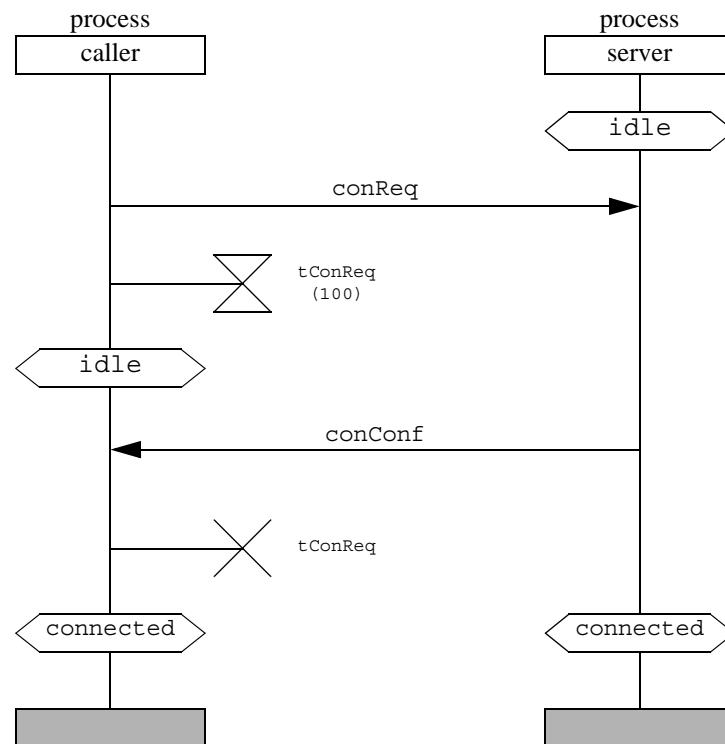 process
process
caller
server
idle
conReq
tConReq
(100)
idle
conConf
tConReq
connected
connected